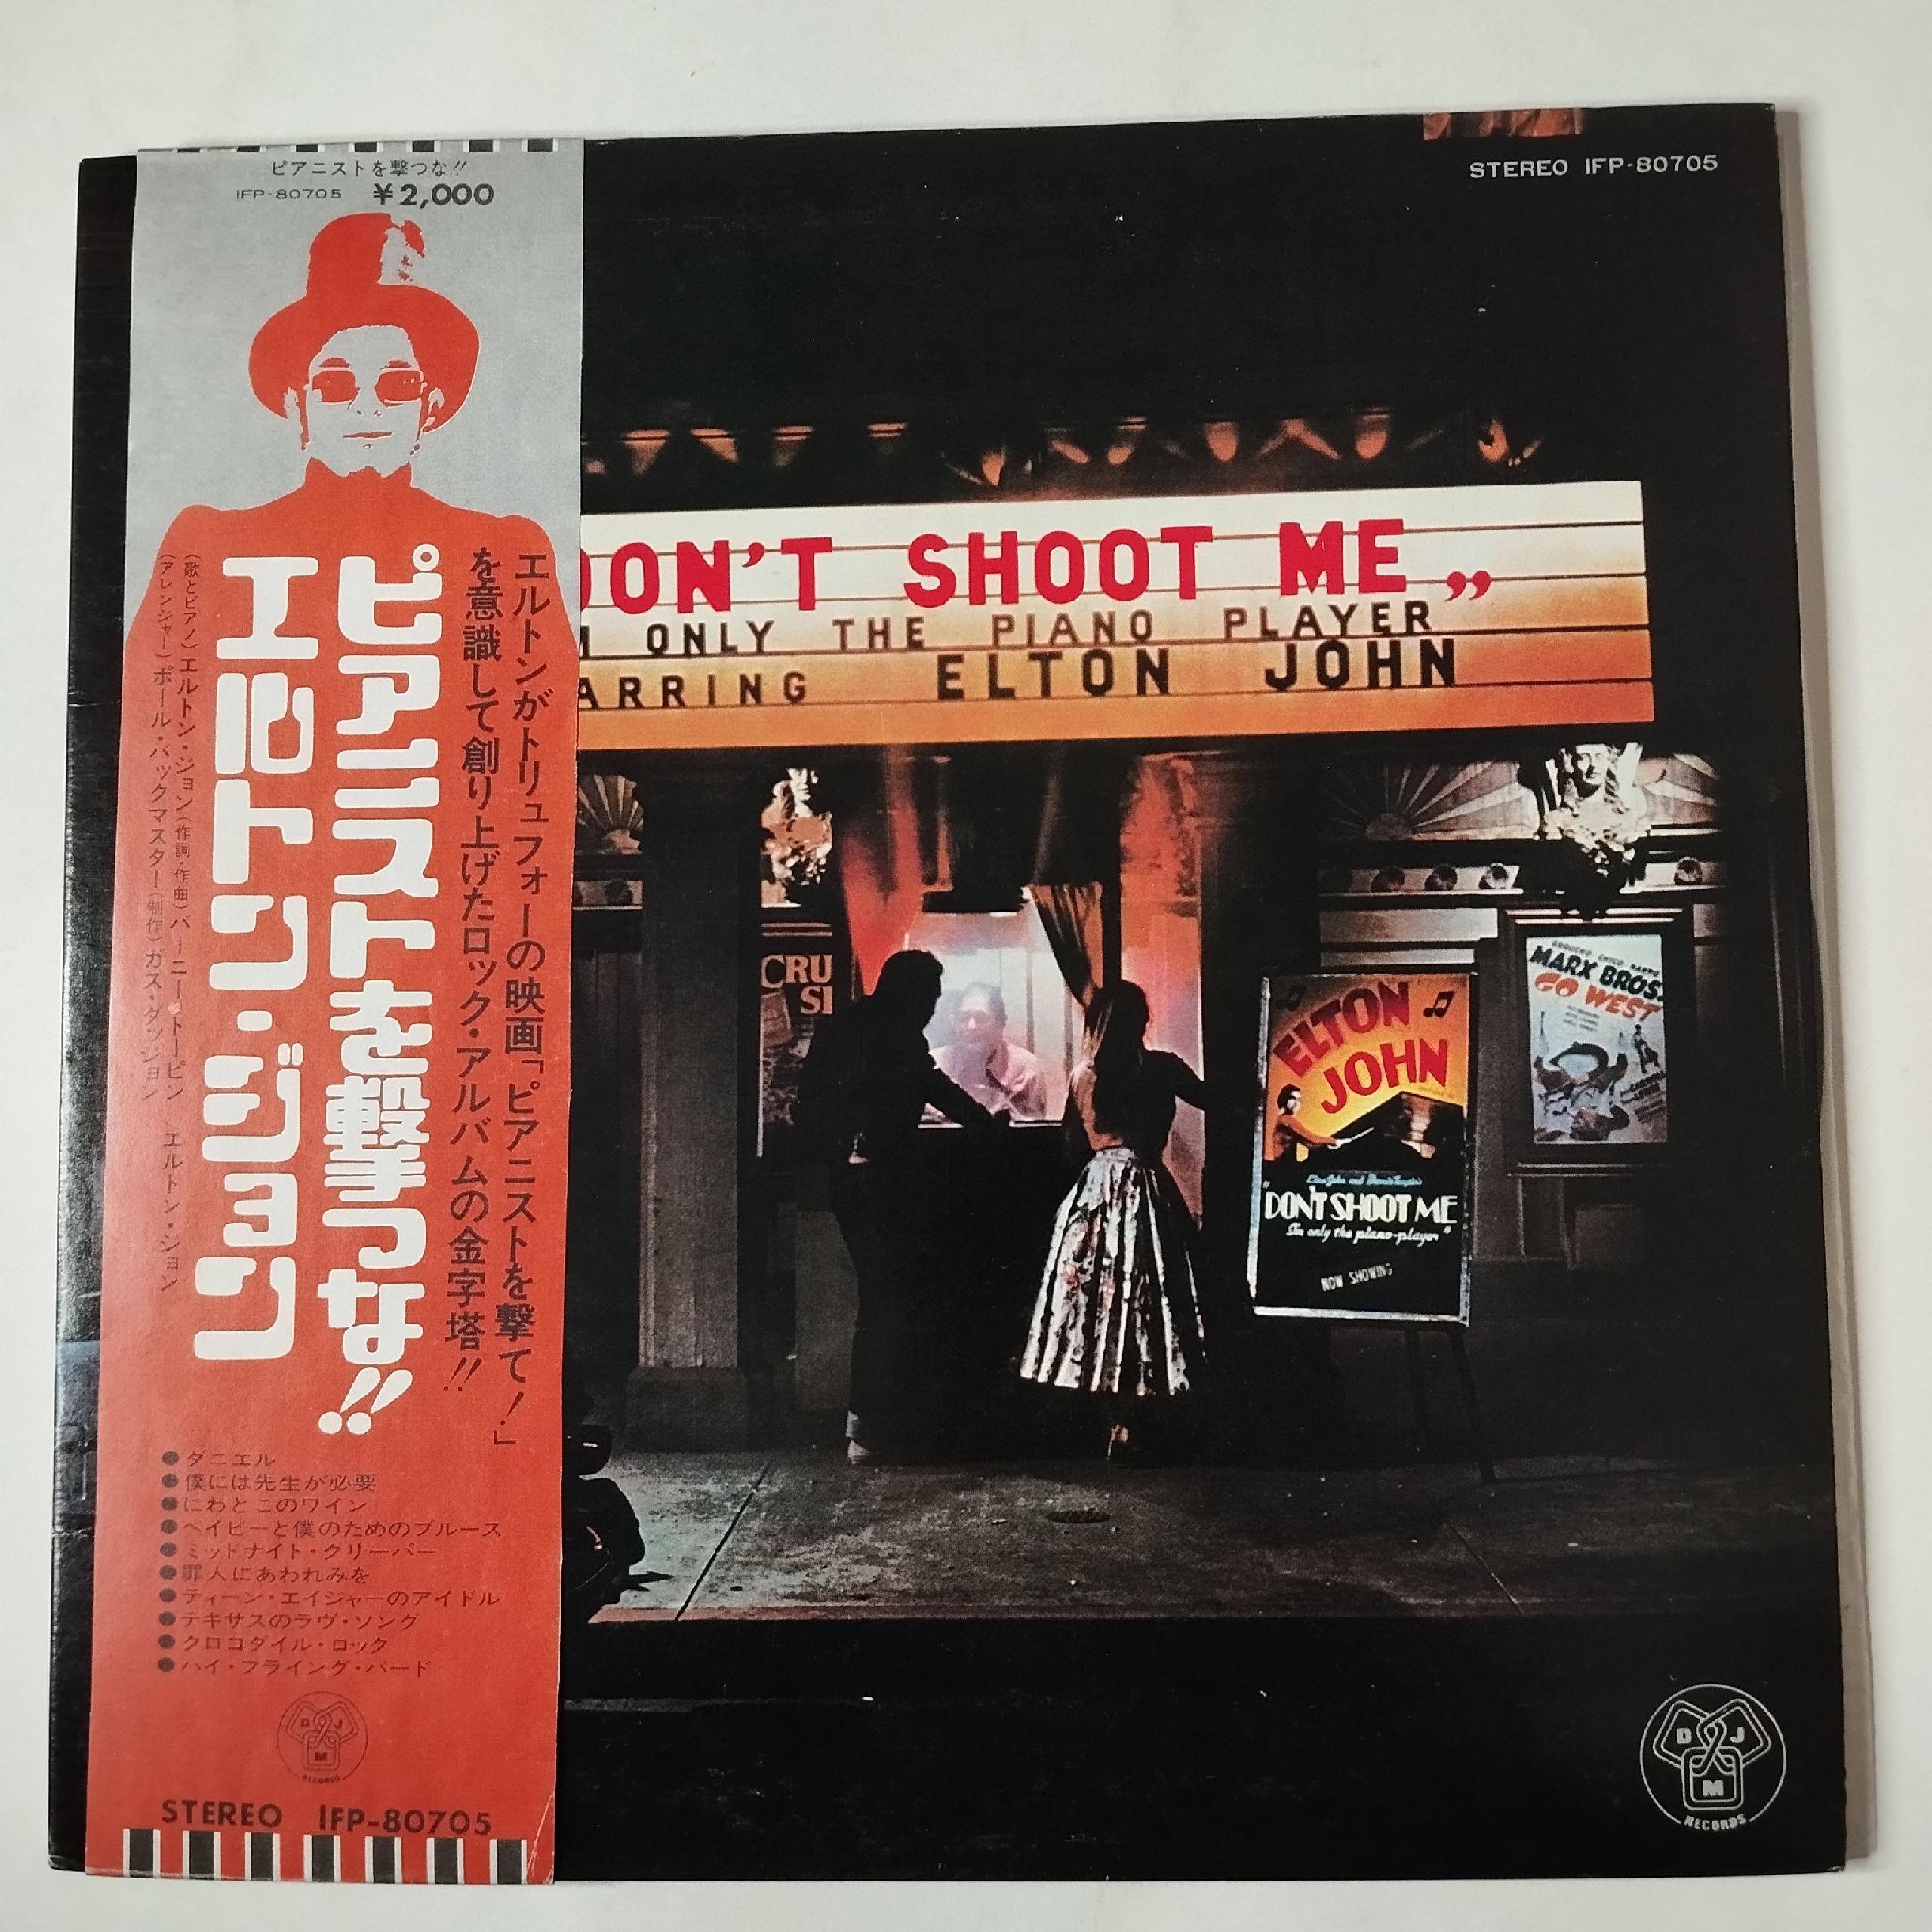 ピアニストを撃つな!!
IFP-80705 ¥2,000
エルトンがトリュフォーの映画「ピアニストを撃て！」
を意識して創り上げたロック・アルバムの金字塔!!
ピアニストを撃つな!!
エルトン・ジョン
(歌とピアノ)エルトン・ジョン(作詞・作曲)バーニー・トーピン エルトン・ジョン
(アレンジャー)ポール・バックマスター(制作)ガス・ダッジョン
●ダニエル
●僕には先生が必要
●にわとこのワイン
●ベイビーと僕のためのブルース
●ミッドナイト・クリーパー
●罪人にあわれみを
●ティーン・エイジャーのアイドル
●テキサスのラヴ・ソング
●クロコダイル・ロック
●ハイ・フライング・バード
D J
M
RECORDS
STEREO IFP-80705
STEREO IFP-80705
DON'T SHOOT ME„
M ONLY THE PIANO PLAYER
ARRING ELTON JOHN
CRU
SI
ELTON
JOHN
Elton John and Bernie Taupin's
"DON'T SHOOT ME
I'm only the piano-player"
NOW SHOWING
GROUCHO CHICO HARPO
MARX BROS.
GO WEST
D J
M
RECORDS